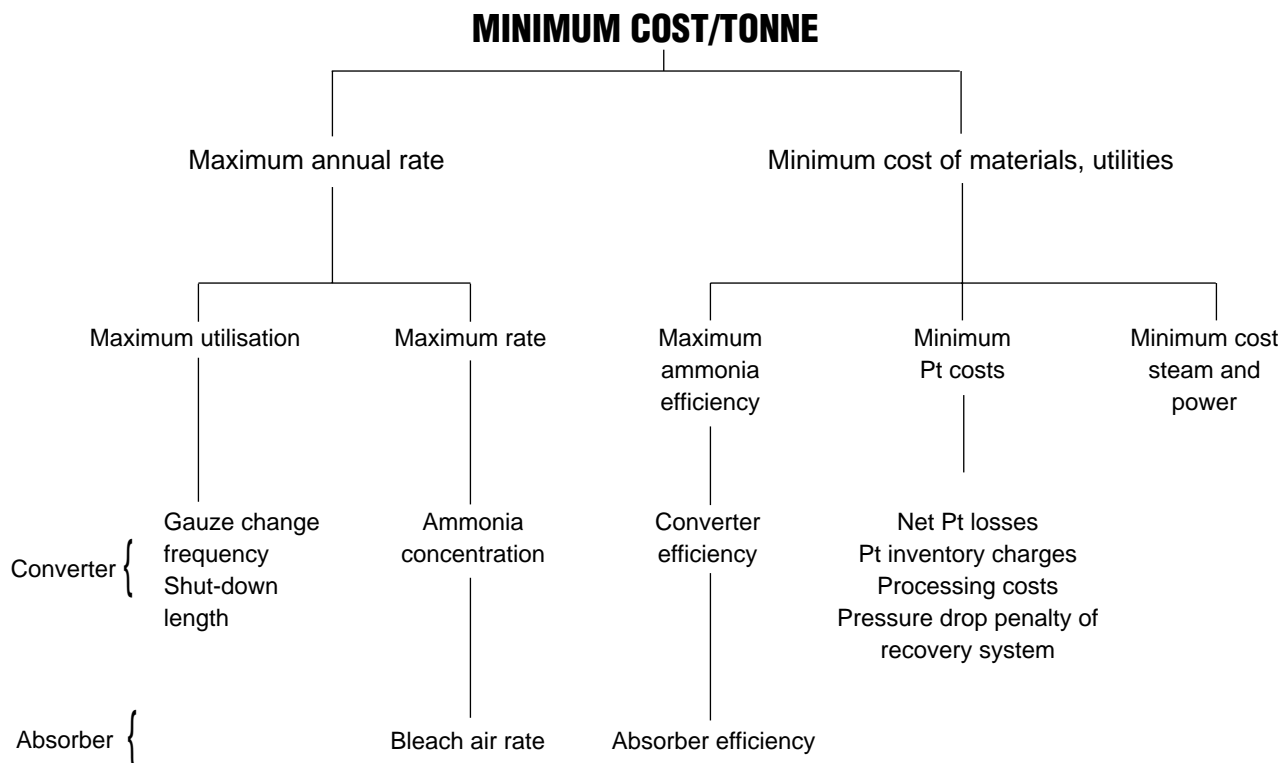 MINIMUM COST/TONNE
Maximum annual rate
Minimum cost of materials, utilities
Maximum utilisation
Maximum rate
Maximum
ammonia
efficiency
Minimum
Pt costs
Minimum cost
steam and
power
Converter {
Gauze change
frequency
Shut-down
length
Ammonia
concentration
Converter
efficiency
Net Pt losses
Pt inventory charges
Processing costs
Pressure drop penalty of
recovery system
Absorber {
Bleach air rate
Absorber efficiency